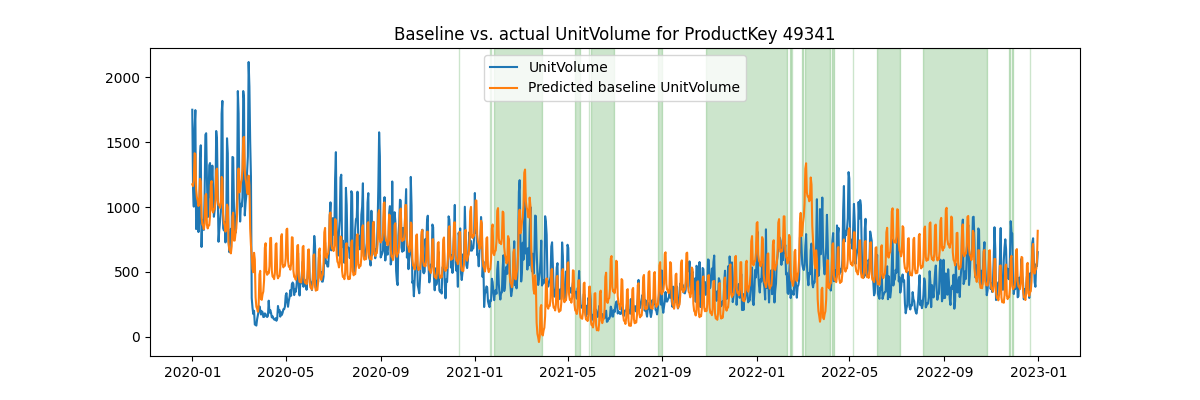 Baseline vs. actual UnitVolume for ProductKey 49341
UnitVolume
Predicted baseline UnitVolume
2000
1500
1000
500
0
2020-01 2020-05 2020-09 2021-01 2021-05 2021-09 2022-01 2022-05 2022-09 2023-01